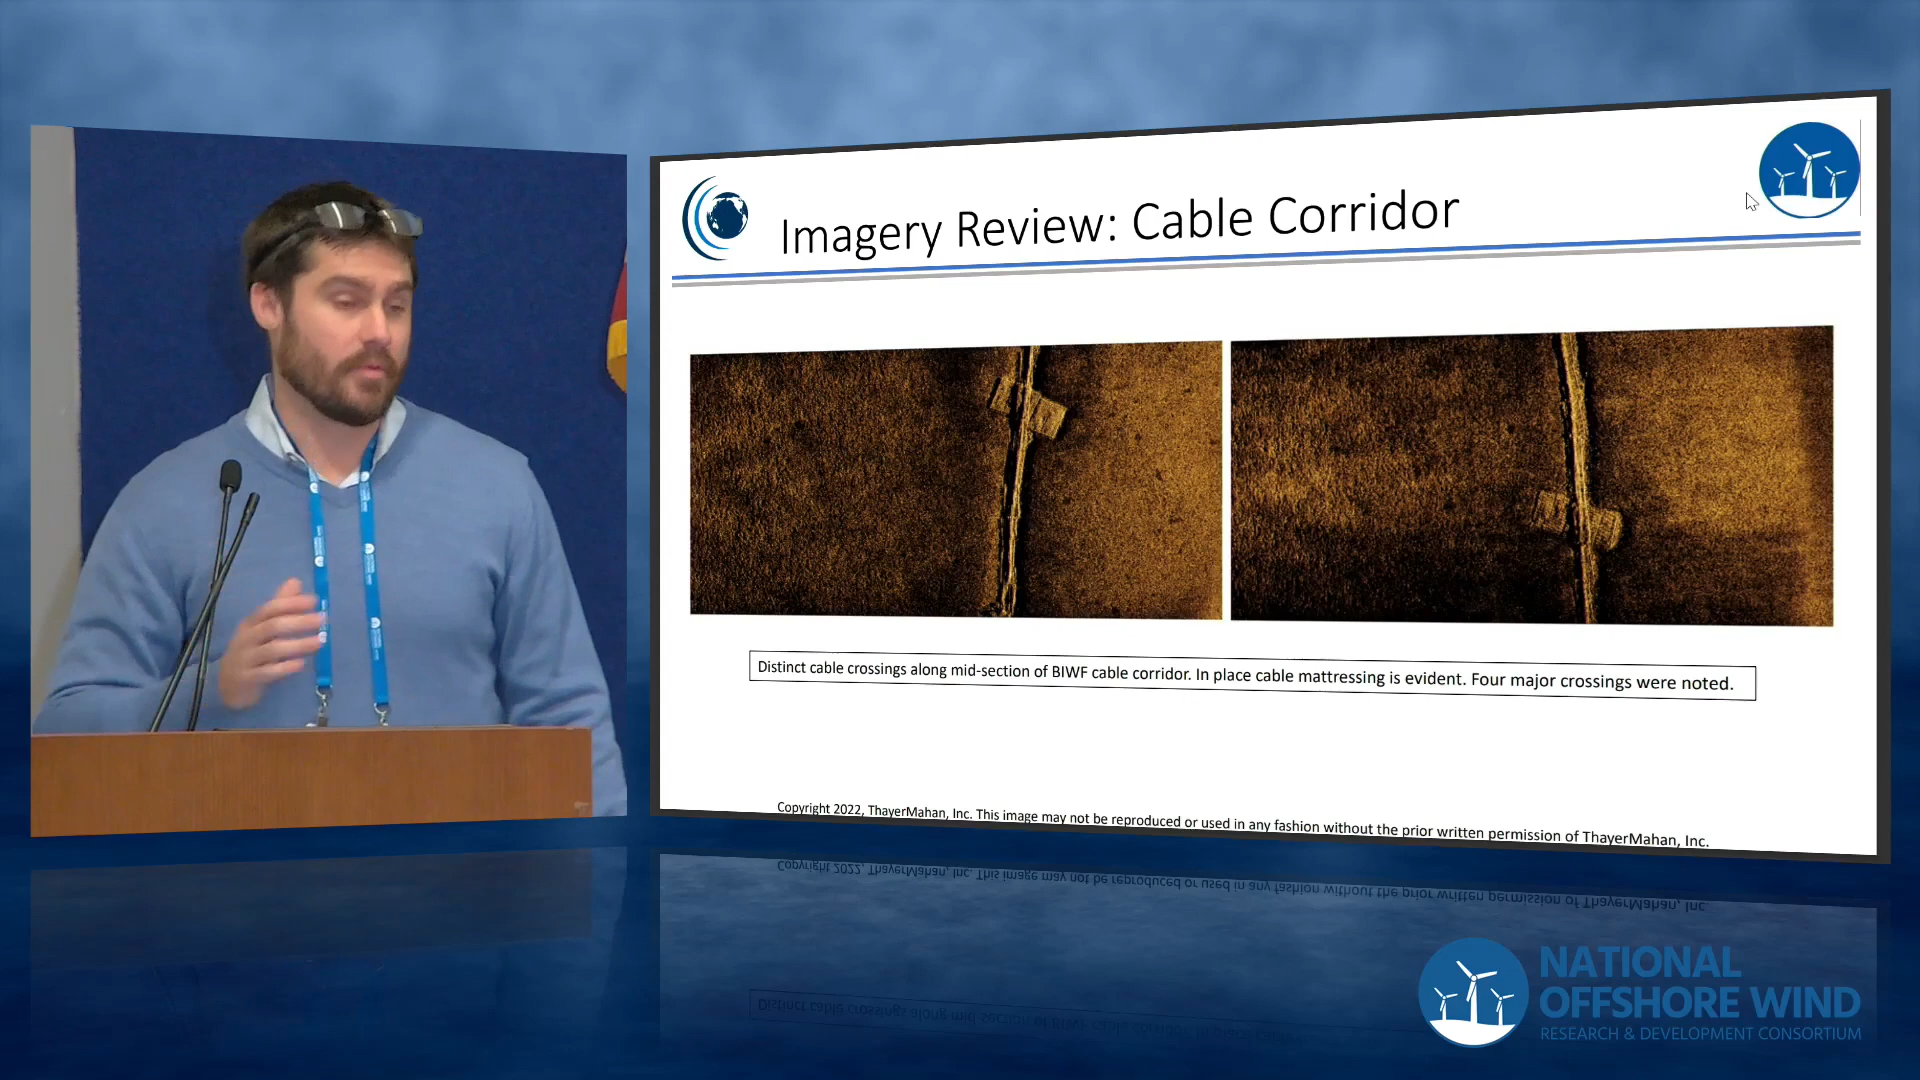 Imagery Review: Cable Corridor
Distinct cable crossings along mid-section of BIWF cable corridor. In place cable mattressing is evident. Four major crossings were noted.
Copyright 2022, ThayerMahan, Inc. This image may not be reproduced or used in any fashion without the prior written permission of ThayerMahan, Inc.
NATIONAL
OFFSHORE WIND
RESEARCH & DEVELOPMENT CONSORTIUM